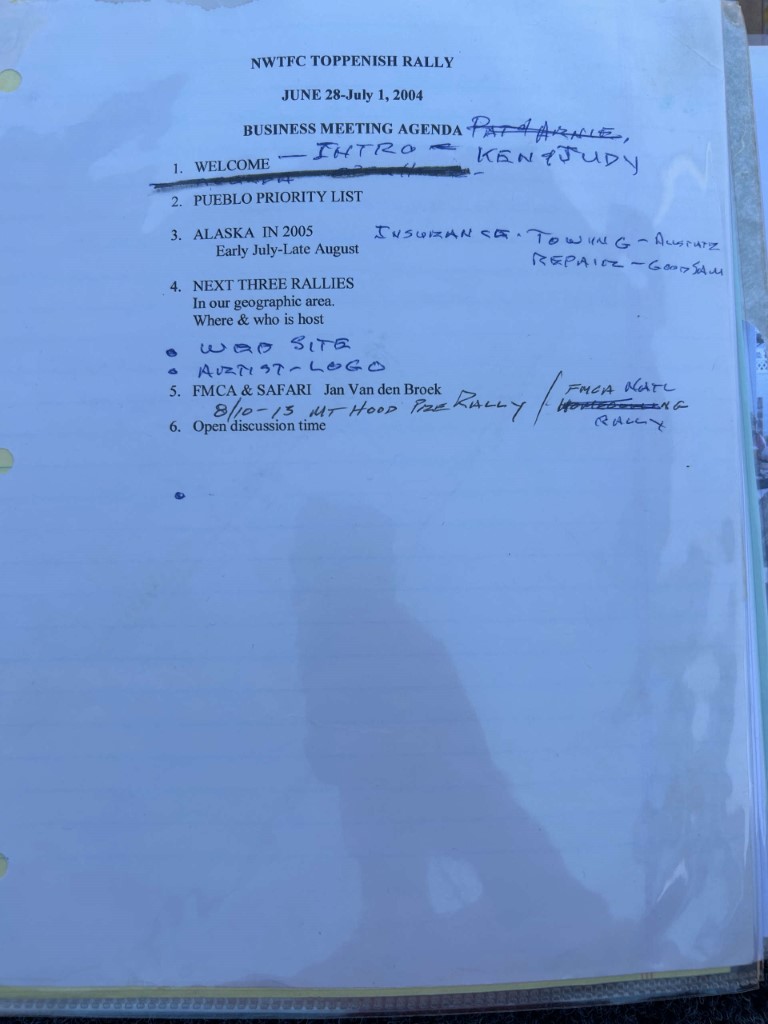 NWTFC TOPPENISH RALLY
JUNE 28-July 1, 2004
BUSINESS MEETING AGENDA PAT & ARNIE,
1. WELCOME — INTRO = KEN & JUDY
2. PUEBLO PRIORITY LIST
3. ALASKA IN 2005 INSURANCE · TOWING -
Early July-Late August REPAIR - GOOD SAM
4. NEXT THREE RALLIES
In our geographic area.
Where & who is host
• WEB SITE
• ARTIST - LOGO
5. FMCA & SAFARI Jan Van den Broek / FMCA NATL
8/10-13 MT HOOD PRE RALLY
RALLY
6. Open discussion time
•